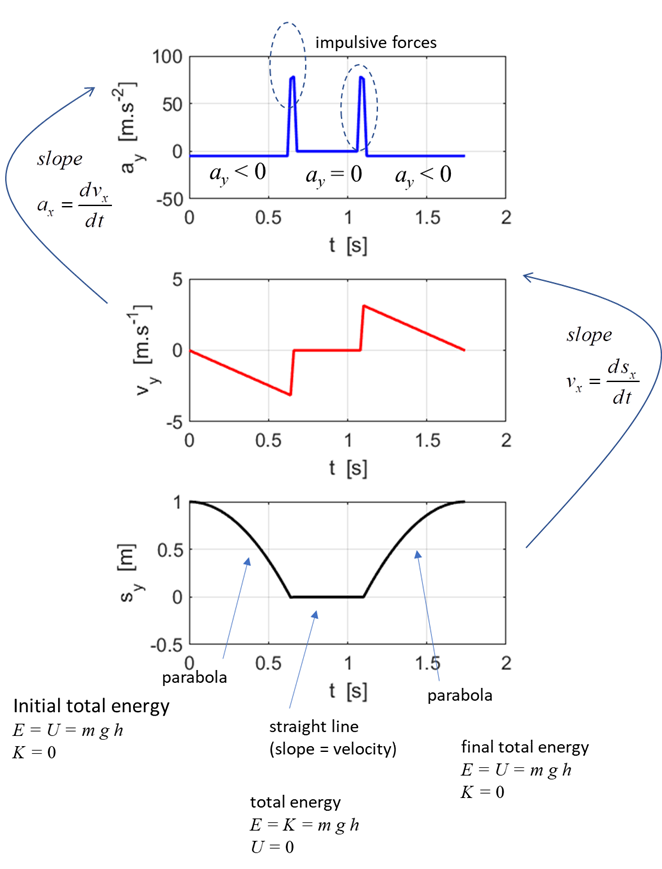 impulsive forces
100
50
0
-50
a_y [m.s⁻²]
a_y < 0
a_y = 0
a_y < 0
0
0.5
1
1.5
2
t [s]
slope
a_x = dv_x/dt
5
0
-5
v_y [m.s⁻¹]
0
0.5
1
1.5
2
t [s]
slope
v_x = ds_x/dt
1
0.5
0
-0.5
s_y [m]
0
0.5
1
1.5
2
t [s]
parabola
parabola
straight line
(slope = velocity)
Initial total energy
E = U = m g h
K = 0
final total energy
E = U = m g h
K = 0
total energy
E = K = m g h
U = 0